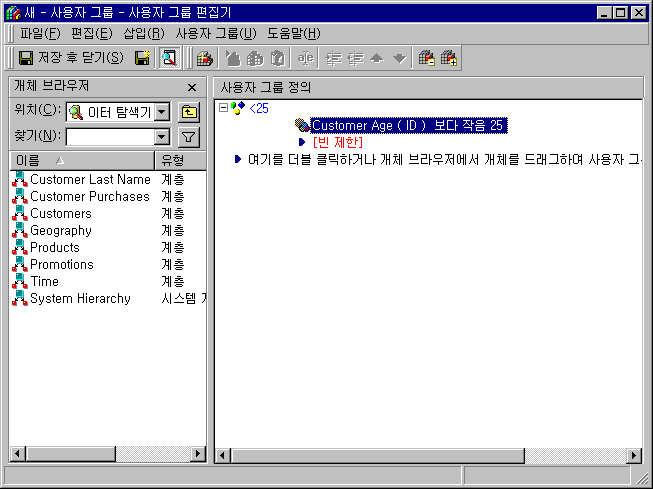 새 - 사용자 그룹 - 사용자 그룹 편집기
파일(F) 편집(E) 삽입(R) 사용자 그룹(U) 도움말(H)
저장 후 닫기(S)
개체 브라우저
위치(C): 이터 탐색기
찾기(N):
이름 유형
Customer Last Name 계층
Customer Purchases 계층
Customers 계층
Geography 계층
Products 계층
Promotions 계층
Time 계층
System Hierarchy 시스템
사용자 그룹 정의
<25
Customer Age ( ID ) 보다 작음 25
[빈 제한]
여기를 더블 클릭하거나 개체 브라우저에서 개체를 드래그하여 사용자 그